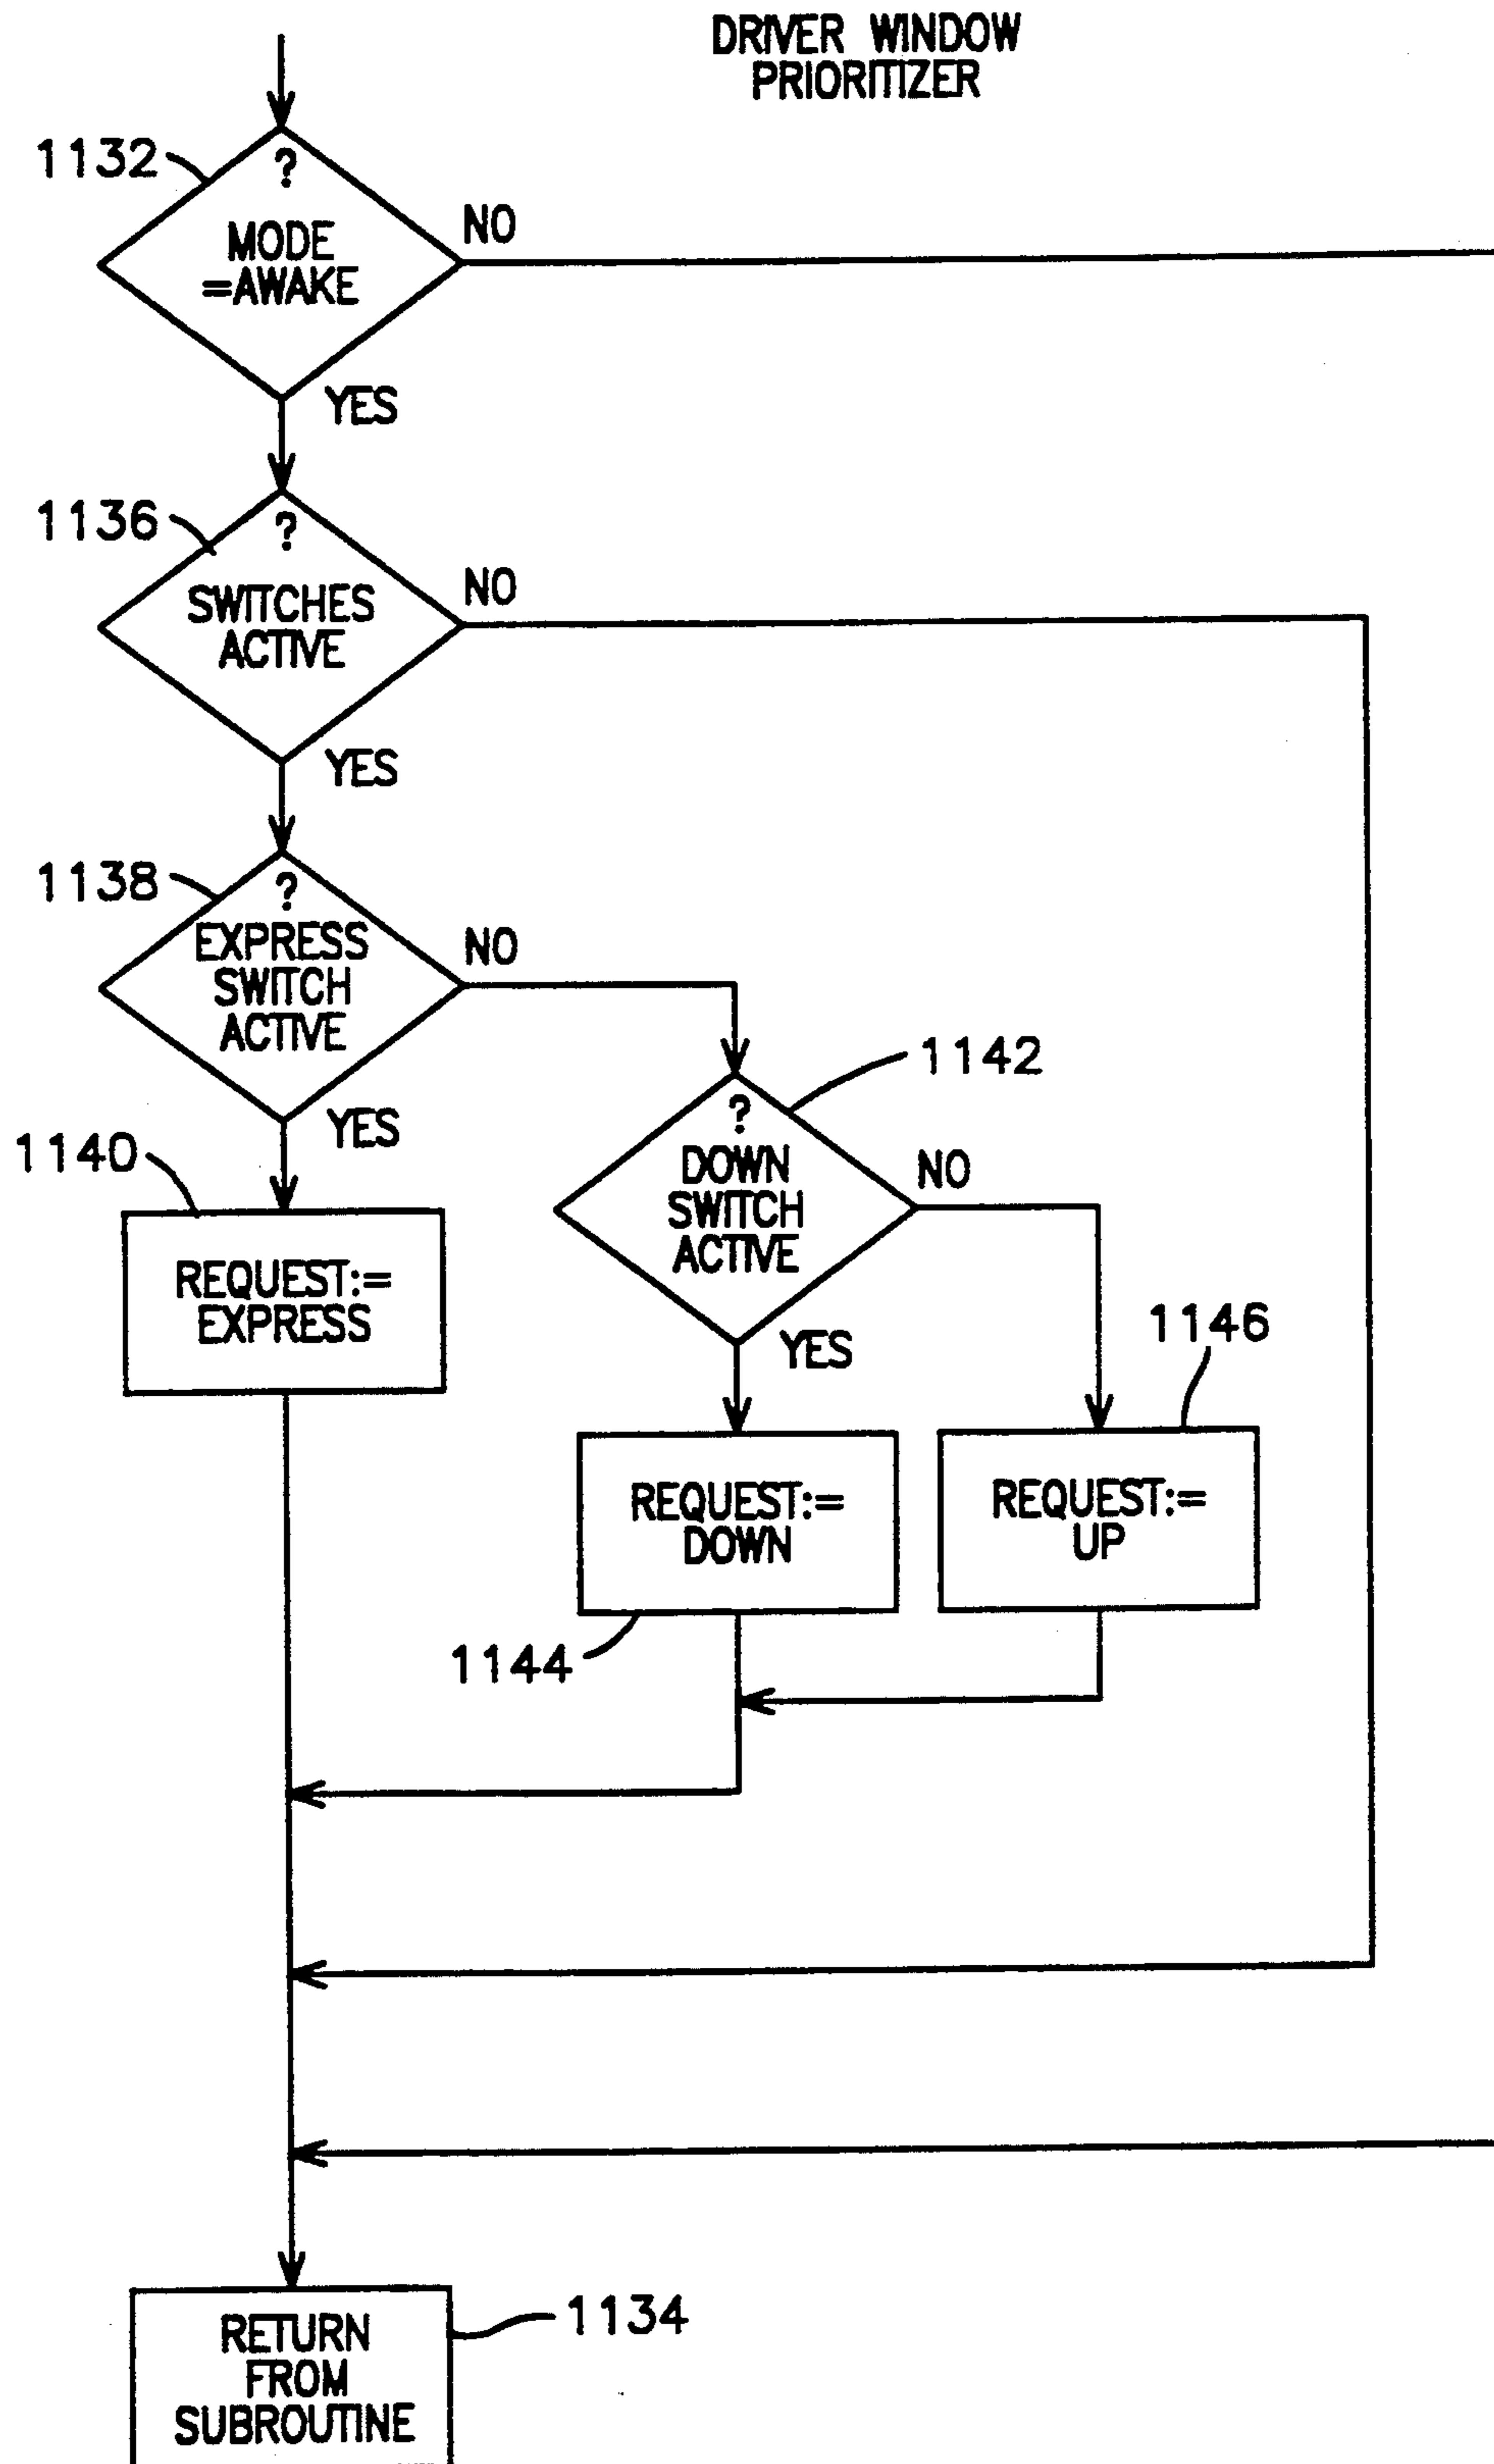 DRIVER WINDOW
PRIORITIZER
1132
?
MODE
=AWAKE
NO
YES
1136
?
SWITCHES
ACTIVE
NO
YES
1138
?
EXPRESS
SWITCH
ACTIVE
NO
YES
1142
?
DOWN
SWITCH
ACTIVE
NO
YES
1140
REQUEST:=
EXPRESS
1146
REQUEST:=
DOWN
REQUEST:=
UP
1144
1134
RETURN
FROM
SUBROUTINE